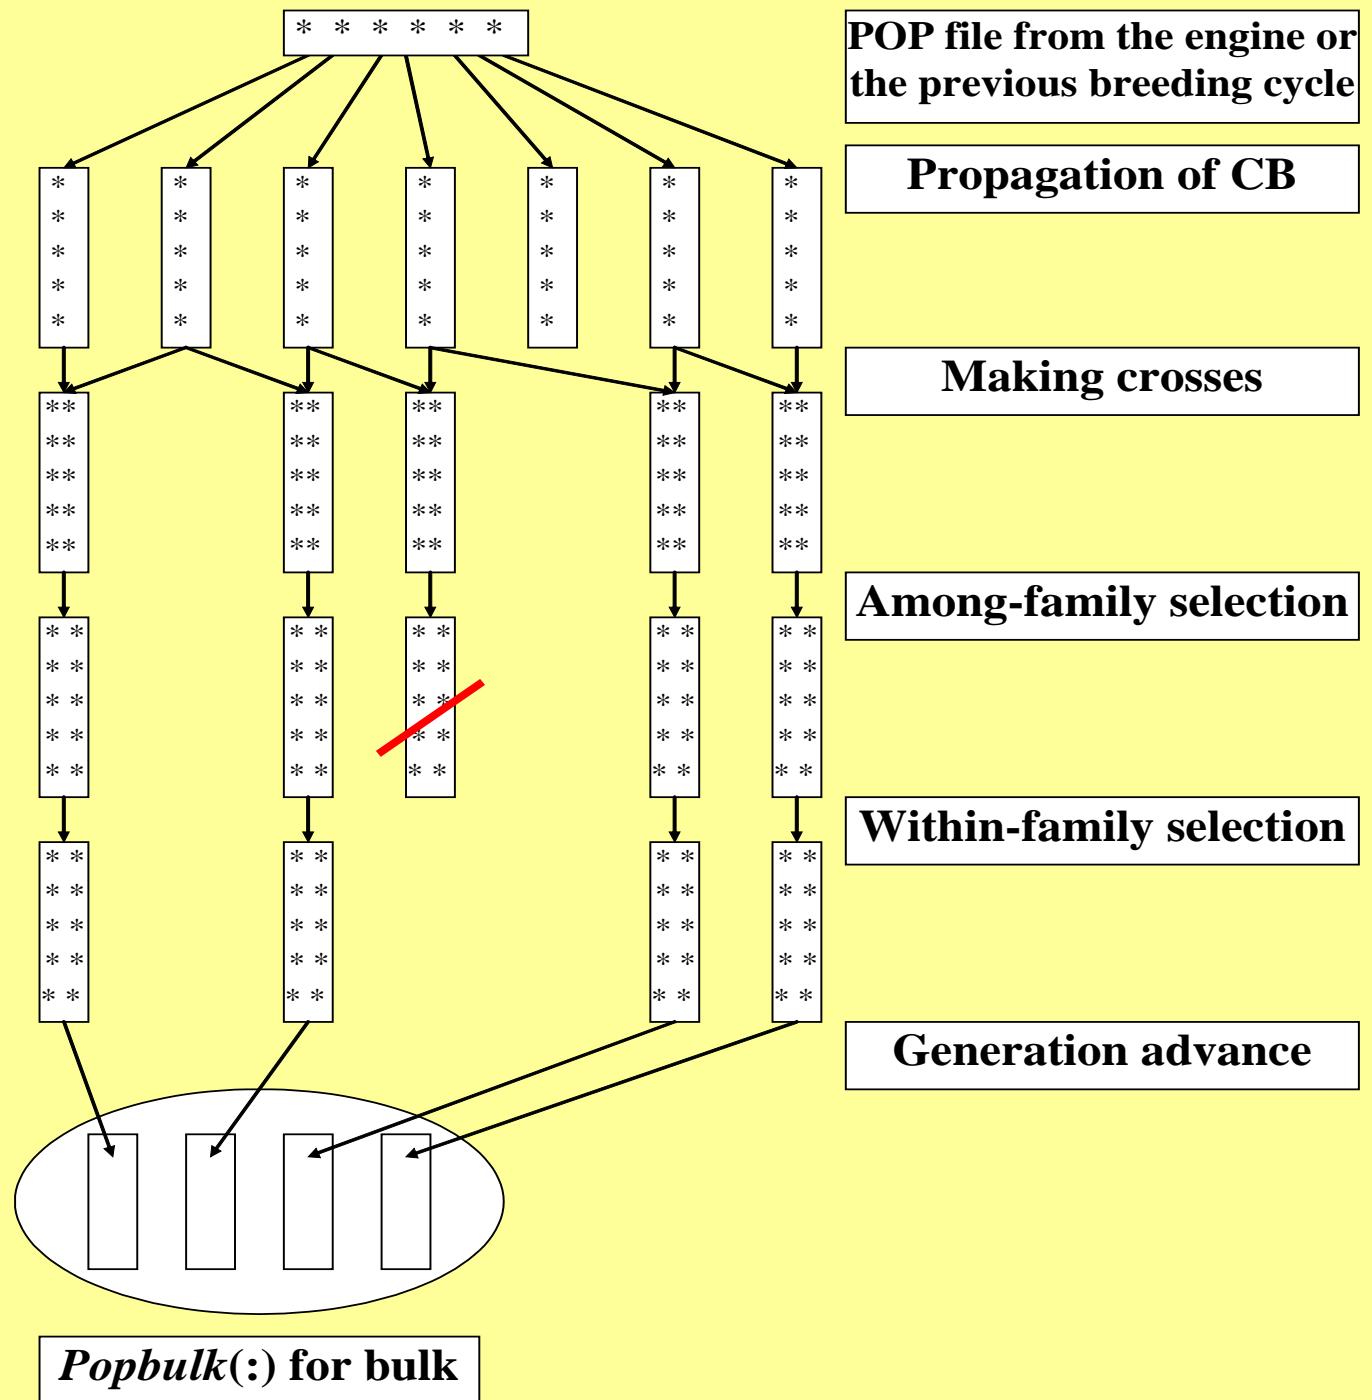 * * * * * *
POP file from the engine or
the previous breeding cycle
Propagation of CB
* * * * * * *
* * * * * * *
* * * * * * *
* * * * * * *
* * * * * * *
Making crosses
** ** ** ** **
** ** ** ** **
** ** ** ** **
** ** ** ** **
** ** ** ** **
Among-family selection
* * * * * * * * * *
* * * * * * * * * *
* * * * * * * * * *
* * * * * * * * * *
* * * * * * * * * *
Within-family selection
* * * * * * * *
* * * * * * * *
* * * * * * * *
* * * * * * * *
* * * * * * * *
Generation advance
Popbulk(:) for bulk